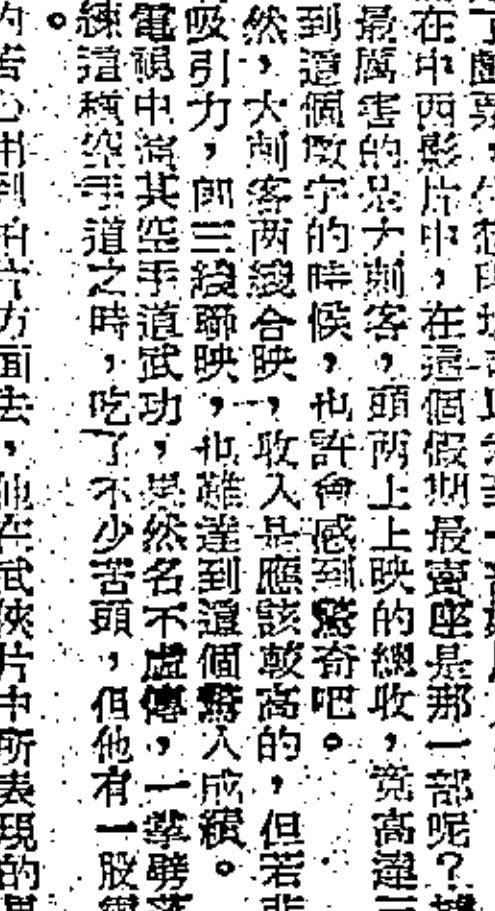 在中西影片中，在這個假期最賣座是那一部呢？
最厲害的是大刺客，頭兩上上映的總收，竟高達三
到這個數字的時候，也許會感到驚奇吧。
然，大刺客兩綫合映，收入是應該較高的，但若非
吸引力，即三綫聯映，也難達到這個驚人成績。
電視中演其空手道武功，果然名不虛傳，一掌劈
練這種空手道之時，吃了不少苦頭，但他有一股
的苦心用到拍片方面去，他在武俠片中所表現的
。